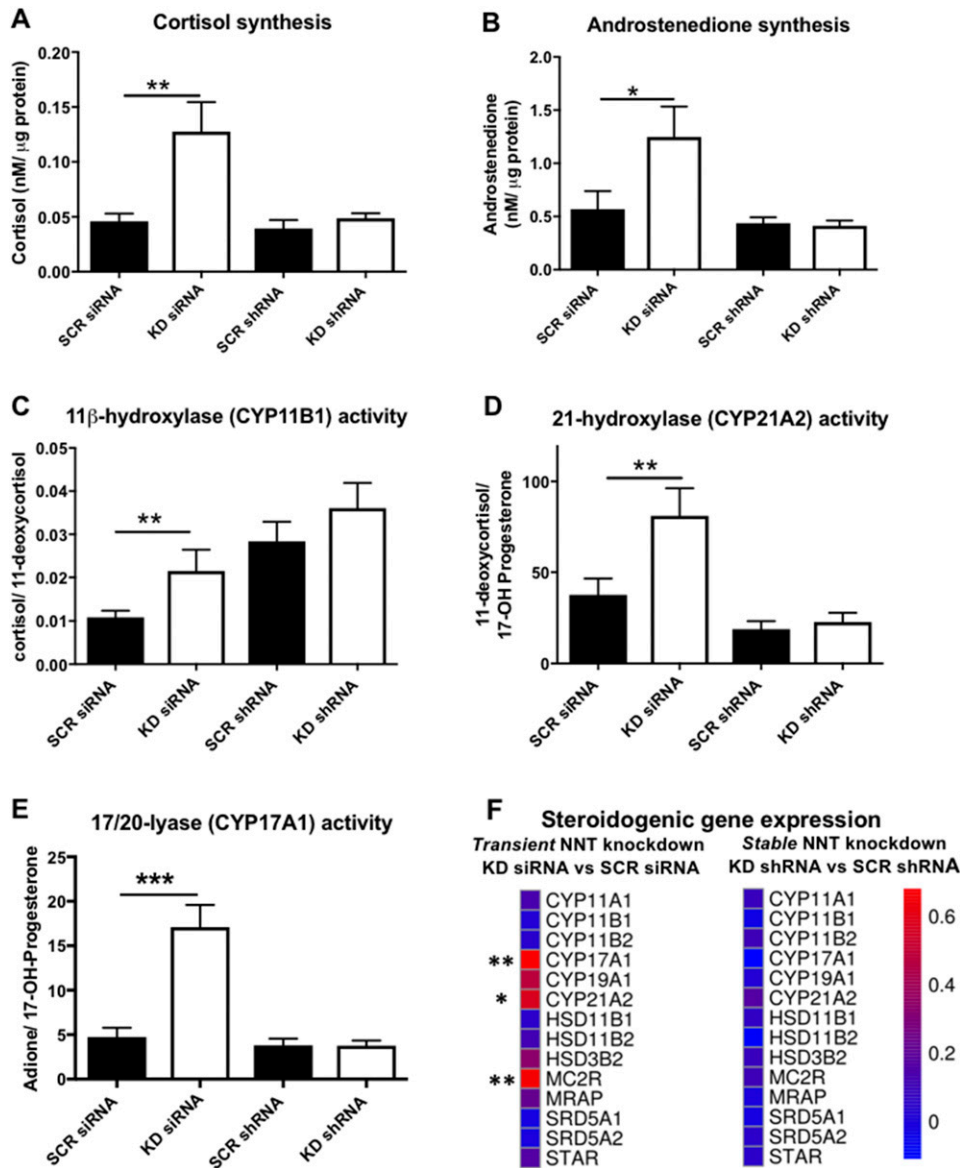 A
Cortisol synthesis
Cortisol (nM/ µg protein)
0.20
0.15
0.10
0.05
0.00
**
SCR siRNA
KD siRNA
SCR shRNA
KD shRNA
B
Androstenedione synthesis
Androstenedione
(nM/ µg protein)
2.0
1.5
1.0
0.5
0.0
*
SCR siRNA
KD siRNA
SCR shRNA
KD shRNA
C
11β-hydroxylase (CYP11B1) activity
cortisol/ 11-deoxycortisol
0.05
0.04
0.03
0.02
0.01
0.00
**
SCR siRNA
KD siRNA
SCR shRNA
KD shRNA
D
21-hydroxylase (CYP21A2) activity
11-deoxycortisol/
17-OH Progesterone
100
50
0
**
SCR siRNA
KD siRNA
SCR shRNA
KD shRNA
E
17/20-lyase (CYP17A1) activity
Adione/ 17-OH-Progesterone
25
20
15
10
5
0
***
SCR siRNA
KD siRNA
SCR shRNA
KD shRNA
F
Steroidogenic gene expression
Transient NNT knockdown
KD siRNA vs SCR siRNA
CYP11A1
CYP11B1
CYP11B2
** CYP17A1
CYP19A1
* CYP21A2
HSD11B1
HSD11B2
HSD3B2
** MC2R
MRAP
SRD5A1
SRD5A2
STAR
Stable NNT knockdown
KD shRNA vs SCR shRNA
CYP11A1
CYP11B1
CYP11B2
CYP17A1
CYP19A1
CYP21A2
HSD11B1
HSD11B2
HSD3B2
MC2R
MRAP
SRD5A1
SRD5A2
STAR
0.6
0.4
0.2
0